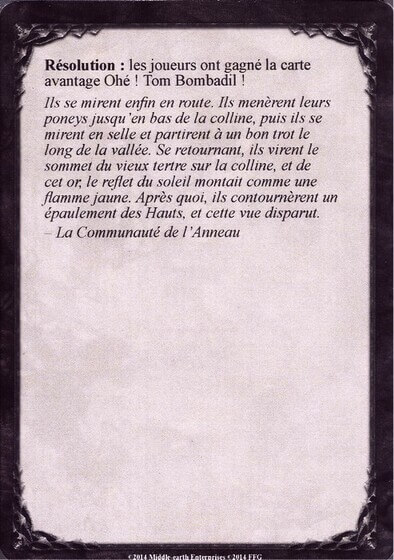 Résolution : les joueurs ont gagné la carte
avantage Ohé ! Tom Bombadil !
Ils se mirent enfin en route. Ils menèrent leurs
poneys jusqu'en bas de la colline, puis ils se
mirent en selle et partirent à un bon trot le
long de la vallée. Se retournant, ils virent le
sommet du vieux tertre sur la colline, et de
cet or, le reflet du soleil montait comme une
flamme jaune. Après quoi, ils contournèrent un
épaulement des Hauts, et cette vue disparut.
– La Communauté de l'Anneau
©2014 Middle-earth Enterprises ©2014 FFG